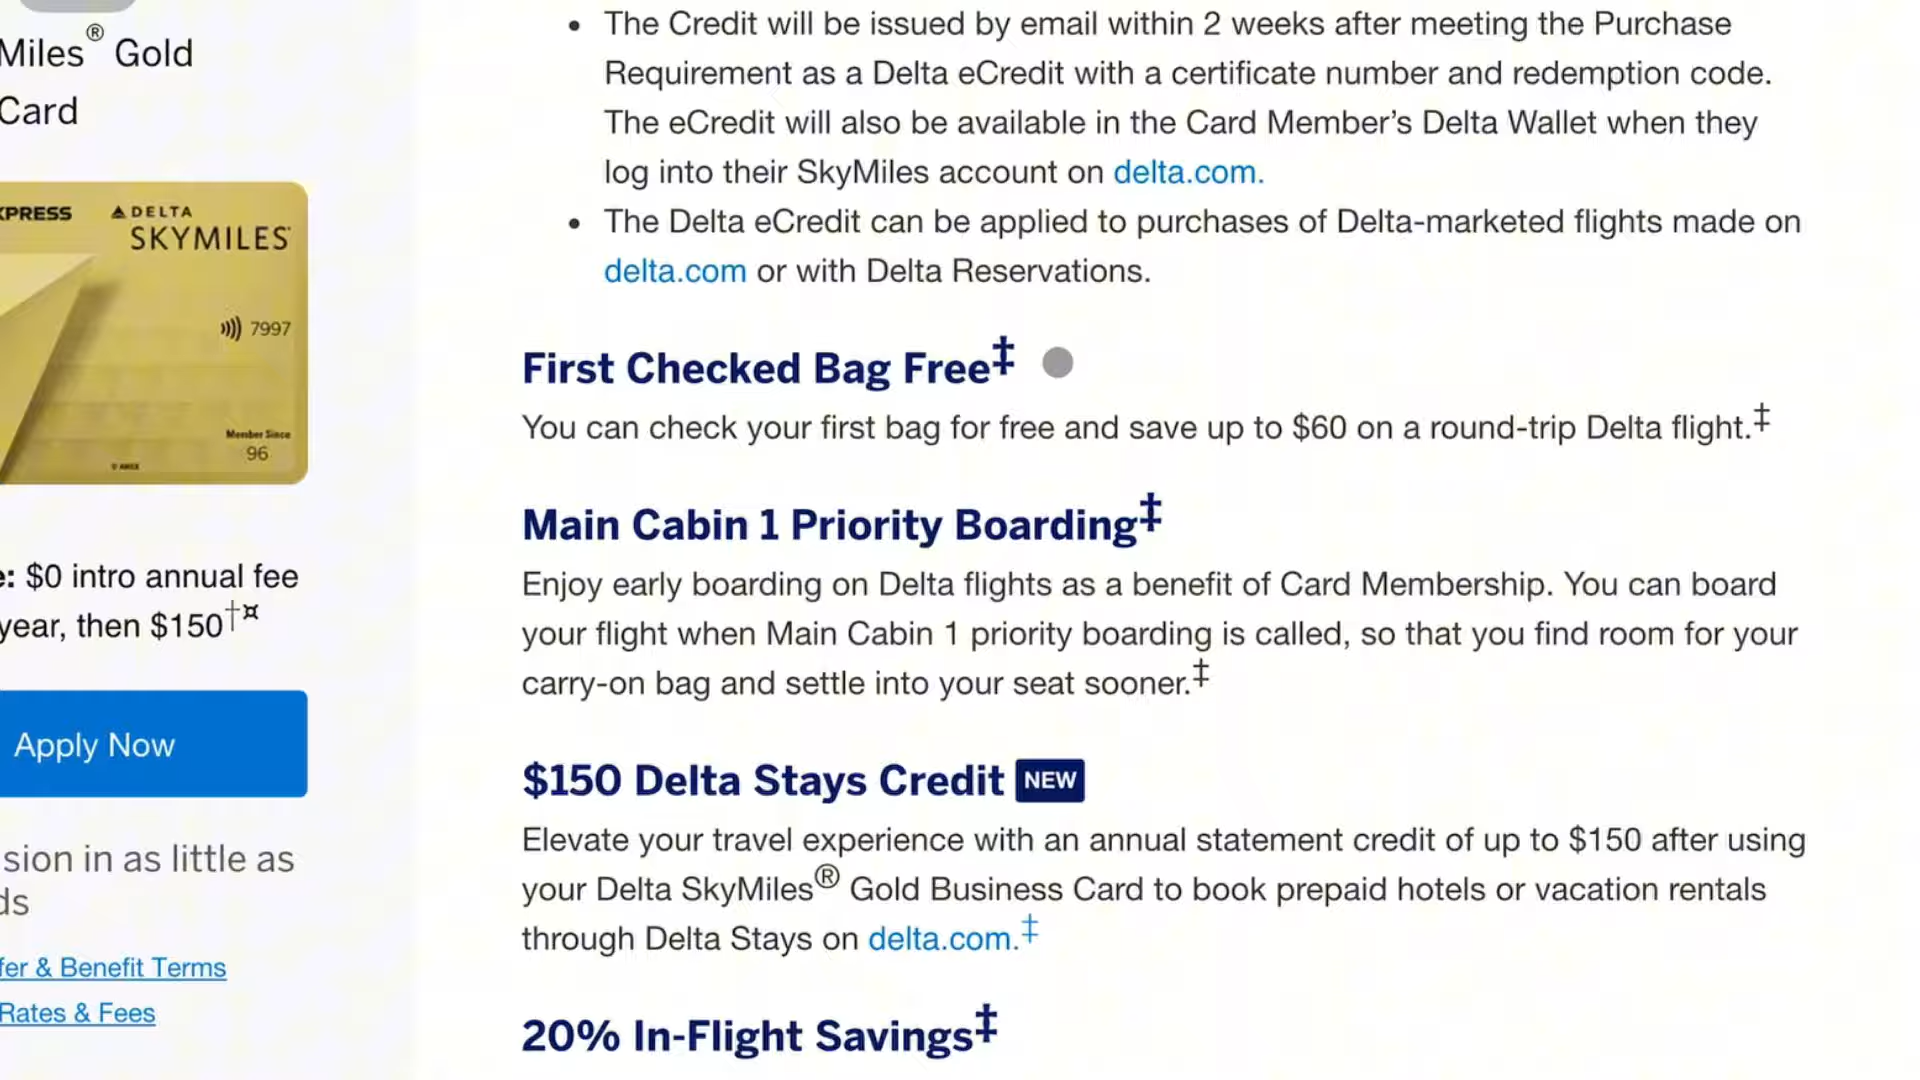 Miles® Gold
Card
XPRESS
DELTA
SKYMILES
7997
Member Since
96
© AMEX
e: $0 intro annual fee
year, then $150†¤
Apply Now
sion in as little as
ds
fer & Benefit Terms
Rates & Fees
• The Credit will be issued by email within 2 weeks after meeting the Purchase
Requirement as a Delta eCredit with a certificate number and redemption code.
The eCredit will also be available in the Card Member’s Delta Wallet when they
log into their SkyMiles account on delta.com.
• The Delta eCredit can be applied to purchases of Delta-marketed flights made on
delta.com or with Delta Reservations.
First Checked Bag Free‡
You can check your first bag for free and save up to $60 on a round-trip Delta flight.‡
Main Cabin 1 Priority Boarding‡
Enjoy early boarding on Delta flights as a benefit of Card Membership. You can board
your flight when Main Cabin 1 priority boarding is called, so that you find room for your
carry-on bag and settle into your seat sooner.‡
$150 Delta Stays Credit NEW
Elevate your travel experience with an annual statement credit of up to $150 after using
your Delta SkyMiles® Gold Business Card to book prepaid hotels or vacation rentals
through Delta Stays on delta.com.‡
20% In-Flight Savings‡